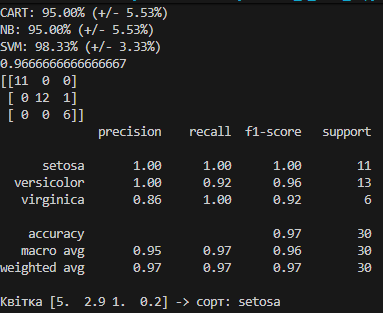 CART: 95.00% (+/- 5.53%)
NB: 95.00% (+/- 5.53%)
SVM: 98.33% (+/- 3.33%)
0.9666666666666667
[[11  0  0]
 [ 0 12  1]
 [ 0  0  6]]
              precision    recall  f1-score   support

      setosa       1.00      1.00      1.00        11
  versicolor       1.00      0.92      0.96        13
   virginica       0.86      1.00      0.92         6

    accuracy                           0.97        30
   macro avg       0.95      0.97      0.96        30
weighted avg       0.97      0.97      0.97        30

Квітка [5.  2.9 1.  0.2] -> сорт: setosa